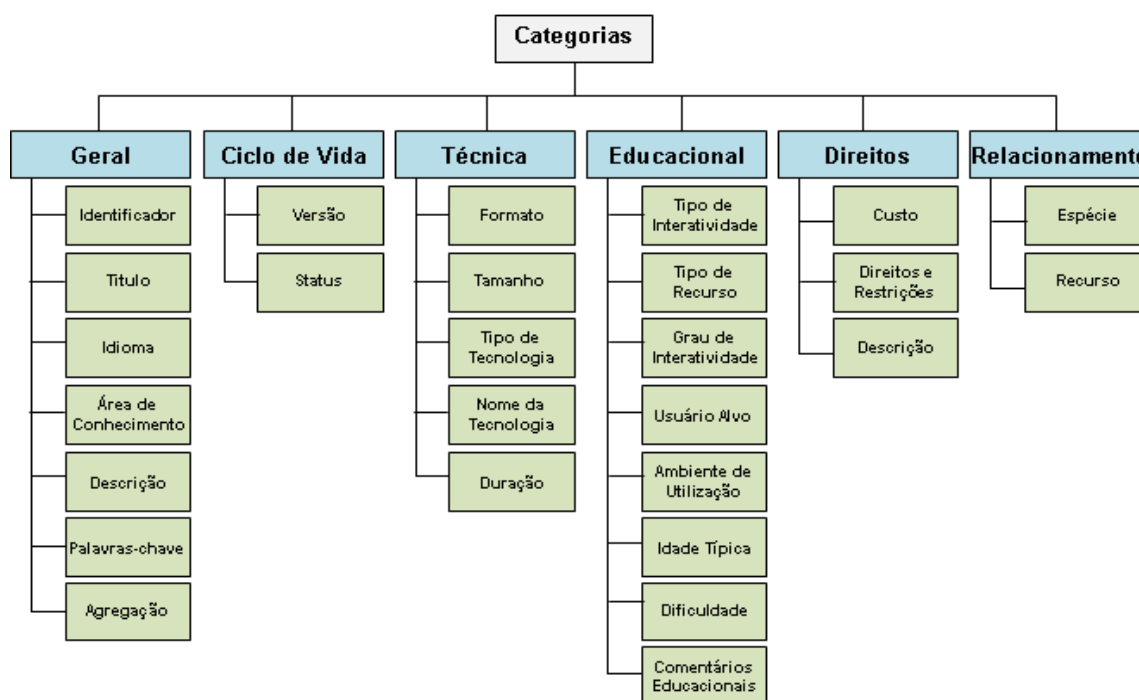 Categorias
Geral
Identificador
Titulo
Idioma
Área de
Conhecimento
Descrição
Palavras-chave
Agregação
Ciclo de Vida
Versão
Status
Técnica
Formato
Tamanho
Tipo de
Tecnologia
Nome da
Tecnologia
Duração
Educacional
Tipo de
Interatividade
Tipo de
Recurso
Grau de
Interatividade
Usuário Alvo
Ambiente de
Utilização
Idade Típica
Dificuldade
Comentários
Educacionais
Direitos
Custo
Direitos e
Restrições
Descrição
Relacionamento
Espécie
Recurso